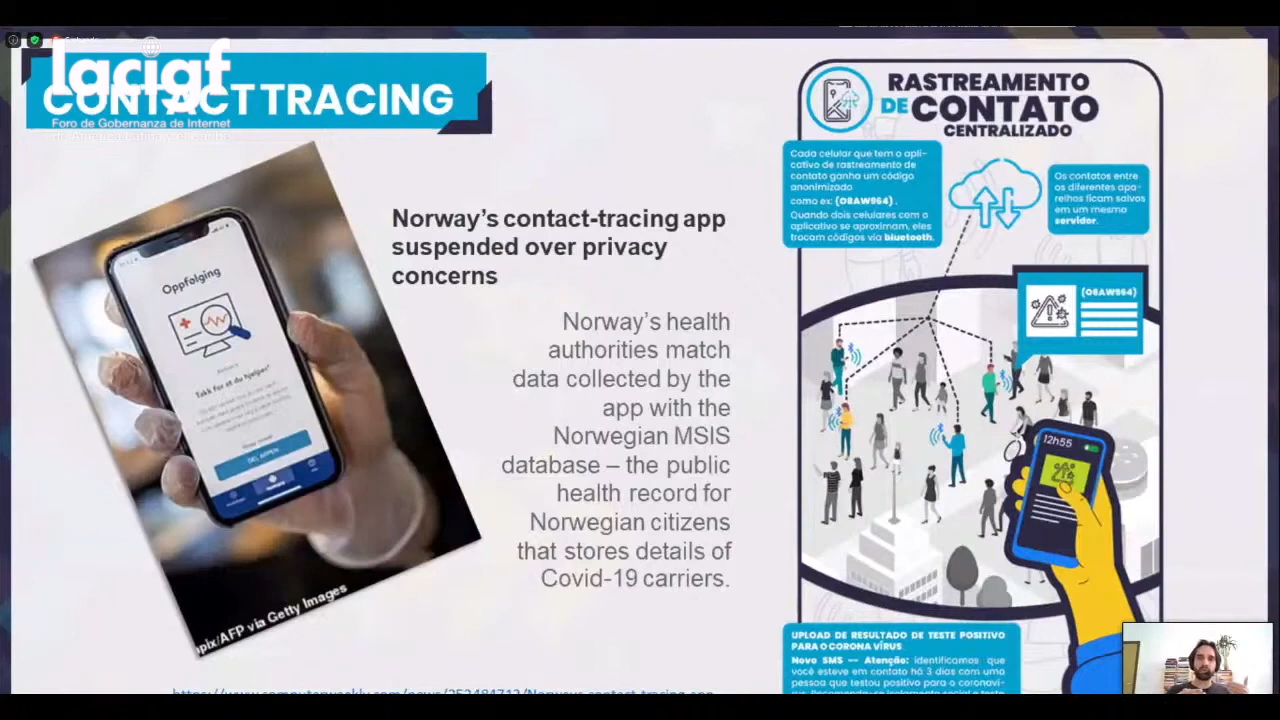 lacigf
CONTACT TRACING
Foro de Gobernanza de Internet
Oppfølging
Takk for at du hjelper
DEL APPEN
pix/AFP via Getty Images
Norway's contact-tracing app
suspended over privacy
concerns
Norway's health
authorities match
data collected by the
app with the
Norwegian MSIS
database – the public
health record for
Norwegian citizens
that stores details of
Covid-19 carriers.
RASTREAMENTO
DE CONTATO
CENTRALIZADO
Cada celular que tem o apli-
cativo de rastreamento de
contato ganha um código
anonimizado
como ex: (O8AW964) .
Quando dois celulares com o
aplicativo se aproximam, eles
trocam códigos via bluetooth.
Os contatos entre
os diferentes apa-
relhos ficam salvos
em um mesmo
servidor.
(O8AW964)
12h55
UPLOAD DE RESULTADO DE TESTE POSITIVO
PARA O CORONA VÍRUS
Novo SMS — Atenção: identificamos que
você esteve em contato há 3 dias com uma
pessoa que testou positivo para o coronaví-